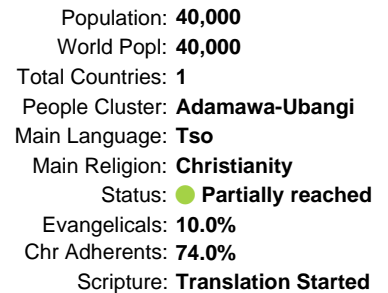 Population: 40,000
World Popl: 40,000
Total Countries: 1
People Cluster: Adamawa-Ubangi
Main Language: Tso
Main Religion: Christianity
Status: Partially reached
Evangelicals: 10.0%
Chr Adherents: 74.0%
Scripture: Translation Started